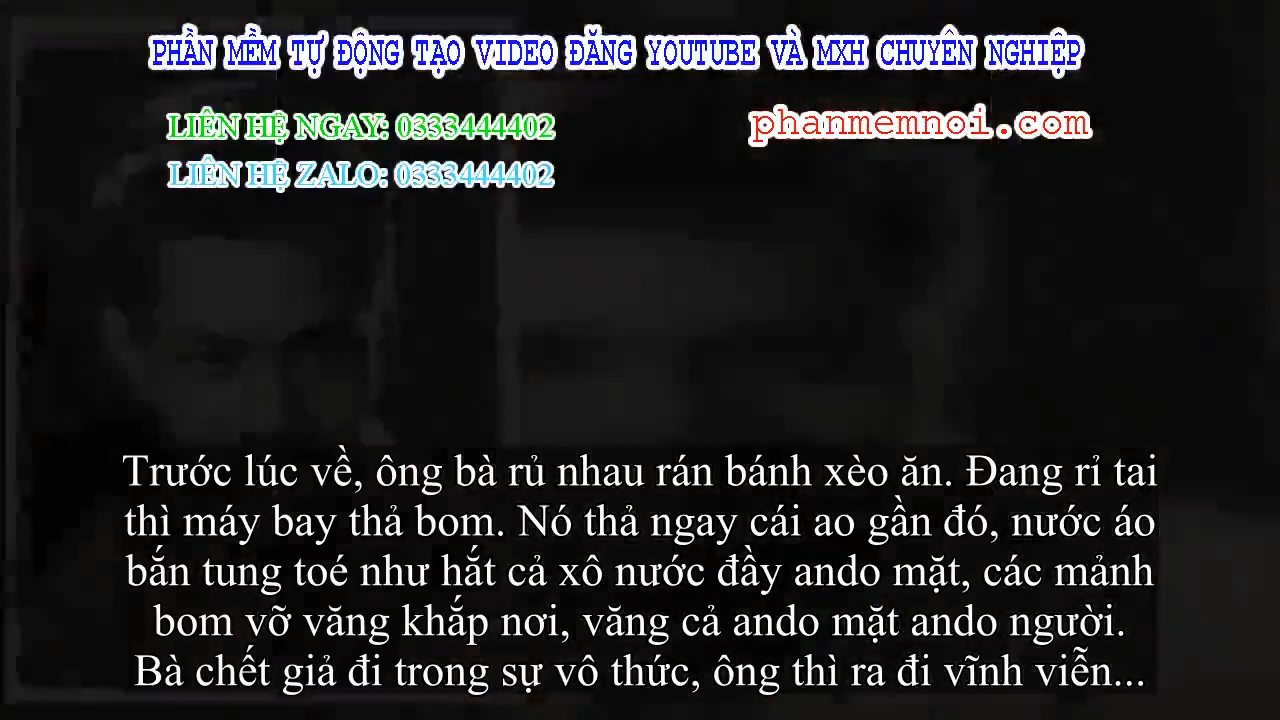 PHẦN MỀM TỰ ĐỘNG TẠO VIDEO ĐĂNG YOUTUBE VÀ MXH CHUYÊN NGHIỆP
LIÊN HỆ NGAY: 0333444402
phanmemnoi.com
LIÊN HỆ ZALO: 0333444402
Trước lúc về, ông bà rủ nhau rán bánh xèo ăn. Đang rỉ tai
thì máy bay thả bom. Nó thả ngay cái ao gần đó, nước áo
bắn tung toé như hắt cả xô nước đầy ando mặt, các mảnh
bom vỡ văng khắp nơi, văng cả ando mặt ando người.
Bà chết giả đi trong sự vô thức, ông thì ra đi vĩnh viễn...